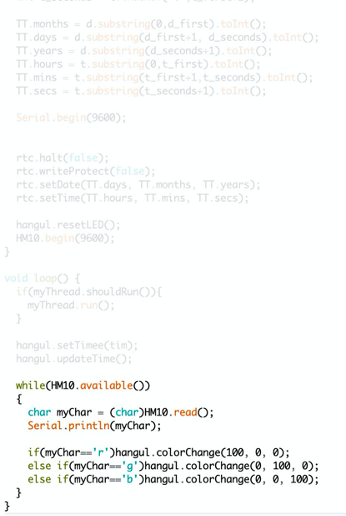 TT.months = d.substring(0,d_first).toInt();
TT.days = d.substring(d_first+1, d_seconds).toInt();
TT.years = d.substring(d_seconds+1).toInt();
TT.hours = t.substring(0,t_first).toInt();
TT.mins = t.substring(t_first+1,t_seconds).toInt();
TT.secs = t.substring(t_seconds+1).toInt();
Serial.begin(9600);
rtc.halt(false);
rtc.writeProtect(false);
rtc.setDate(TT.days, TT.months, TT.years);
rtc.setTime(TT.hours, TT.mins, TT.secs);
hangul.resetLED();
HM10.begin(9600);
}
void loop() {
if(myThread.shouldRun()){
myThread.run();
}
hangul.setTimee(tim);
hangul.updateTime();
while(HM10.available())
{
char myChar = (char)HM10.read();
Serial.println(myChar);
if(myChar=='r')hangul.colorChange(100, 0, 0);
else if(myChar=='g')hangul.colorChange(0, 100, 0);
else if(myChar=='b')hangul.colorChange(0, 0, 100);
}
}